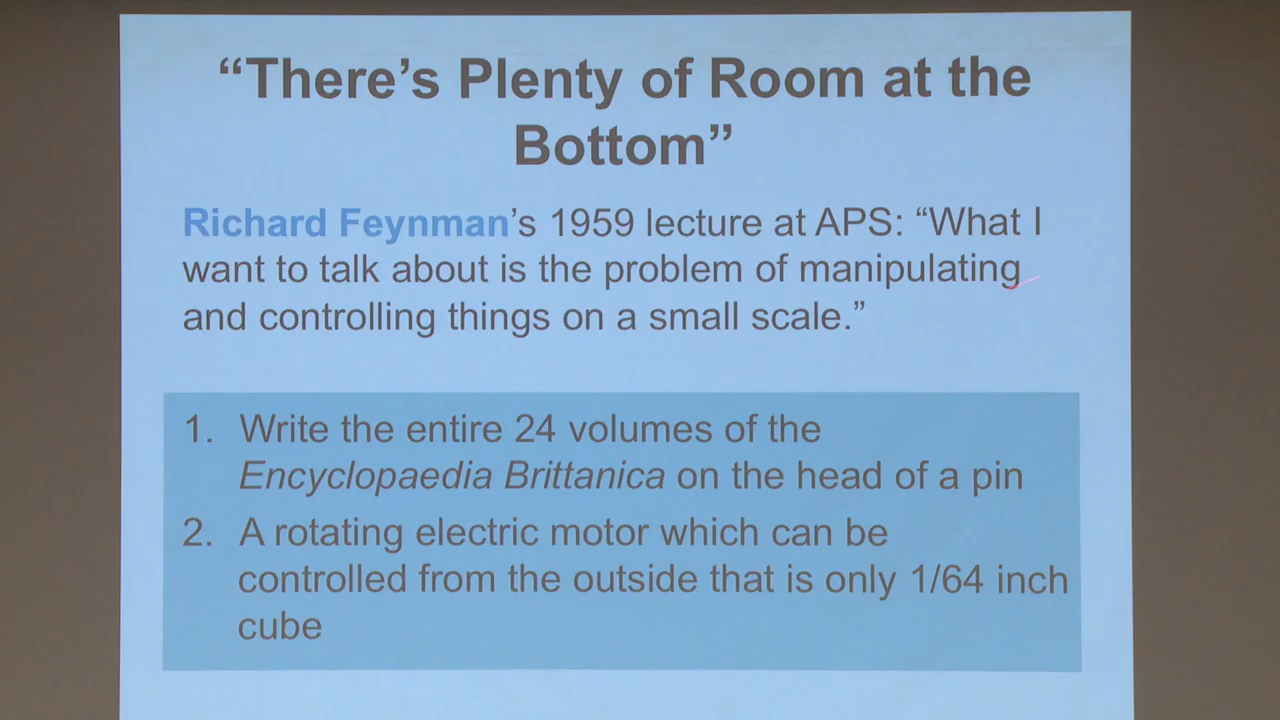 “There’s Plenty of Room at the
Bottom”
Richard Feynman’s 1959 lecture at APS: “What I
want to talk about is the problem of manipulating
and controlling things on a small scale.”
1. Write the entire 24 volumes of the
Encyclopaedia Brittanica on the head of a pin
2. A rotating electric motor which can be
controlled from the outside that is only 1/64 inch
cube